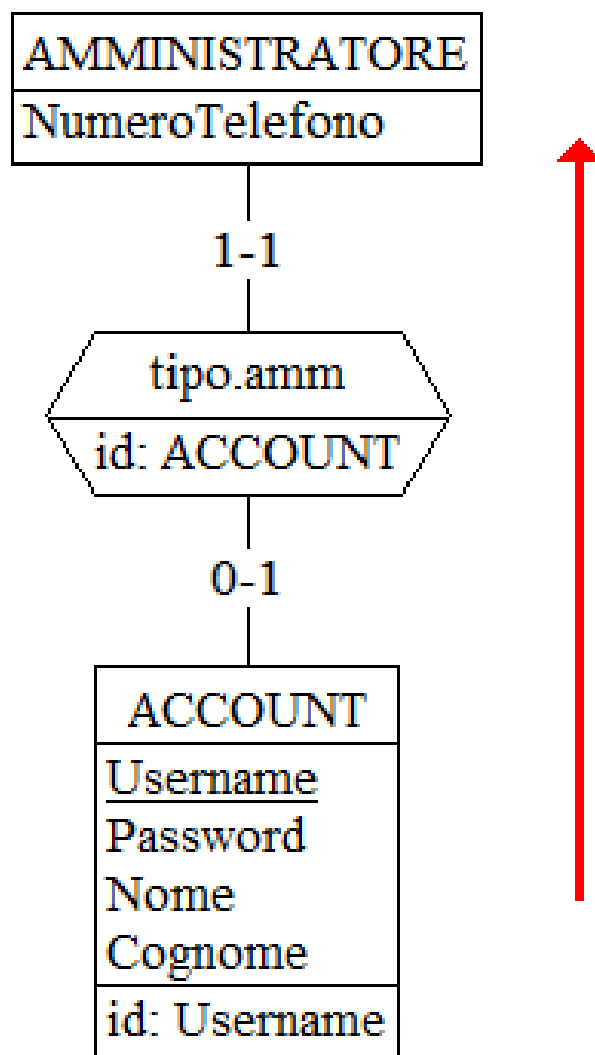 AMMINISTRATORE
NumeroTelefono
1-1
tipo.amm
id: ACCOUNT
0-1
ACCOUNT
Username
Password
Nome
Cognome
id: Username